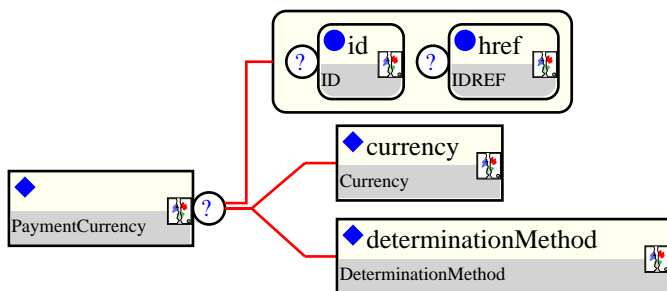 ? id ? href
ID IDREF
currency
Currency
?
PaymentCurrency
determinationMethod
DeterminationMethod